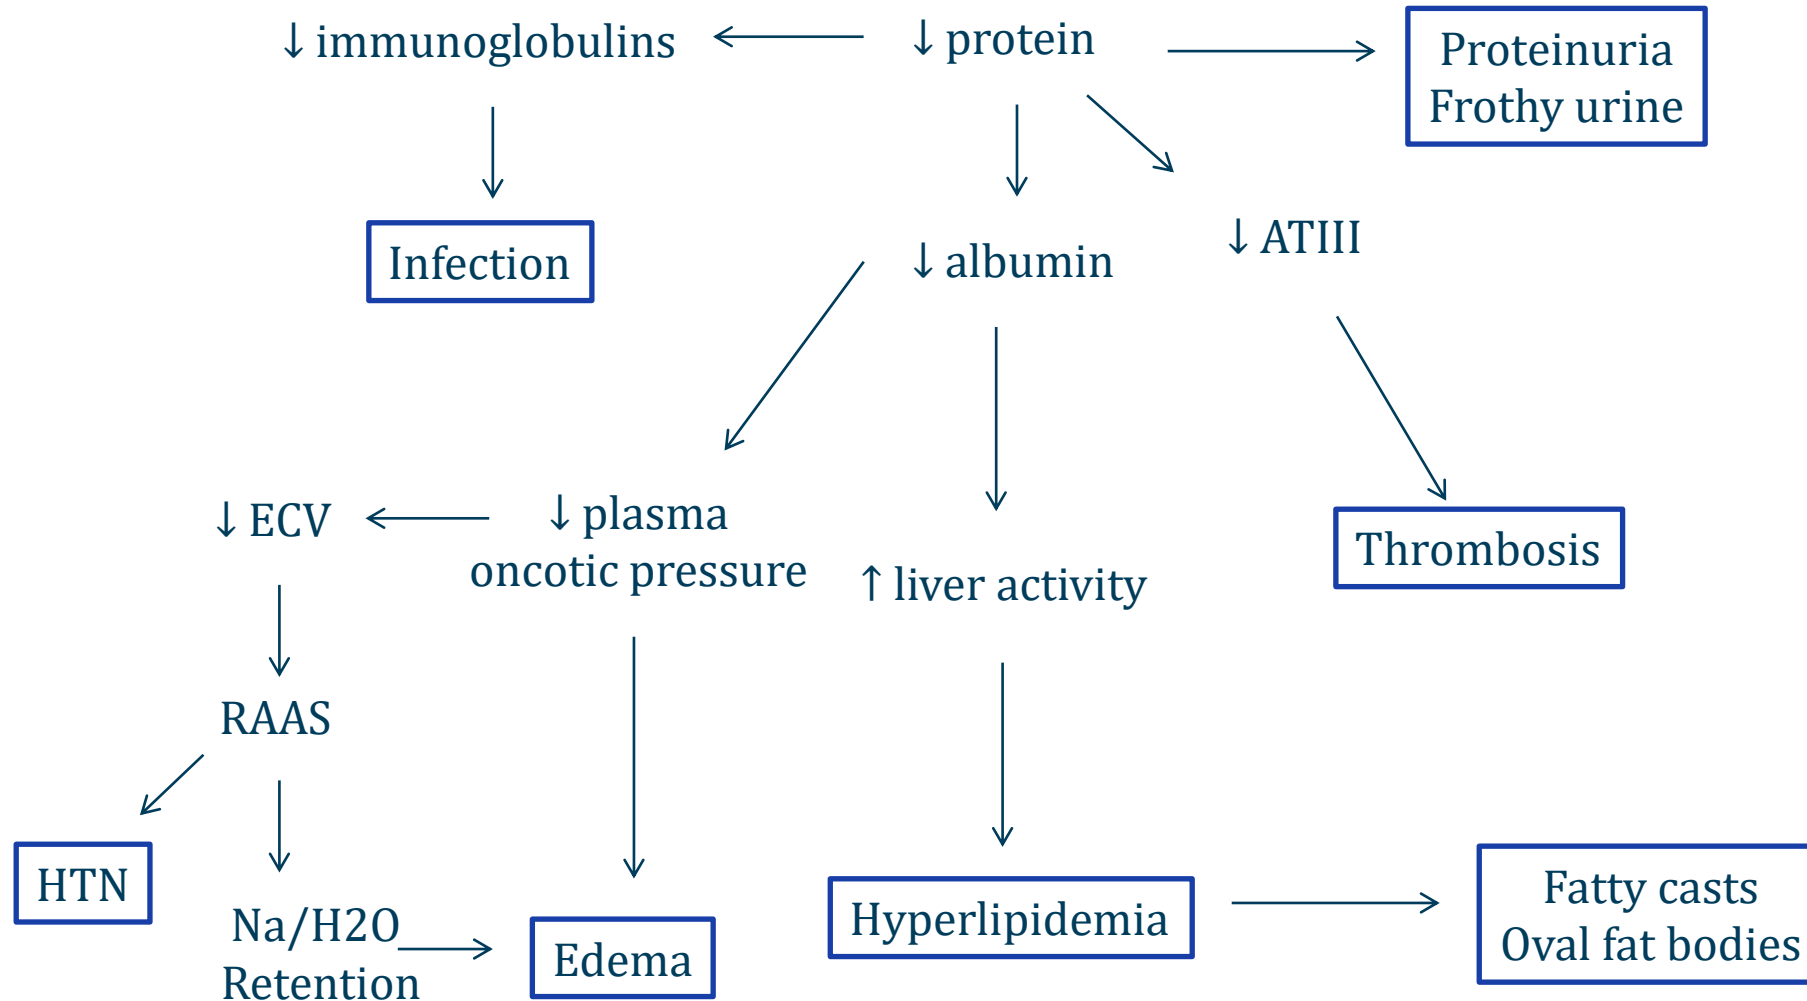 ↓ immunoglobulins
↓ protein
Proteinuria
Frothy urine
Infection
↓ albumin
↓ ATIII
↓ ECV
↓ plasma
oncotic pressure
↑ liver activity
Thrombosis
RAAS
HTN
Na/H2O
Retention
Edema
Hyperlipidemia
Fatty casts
Oval fat bodies